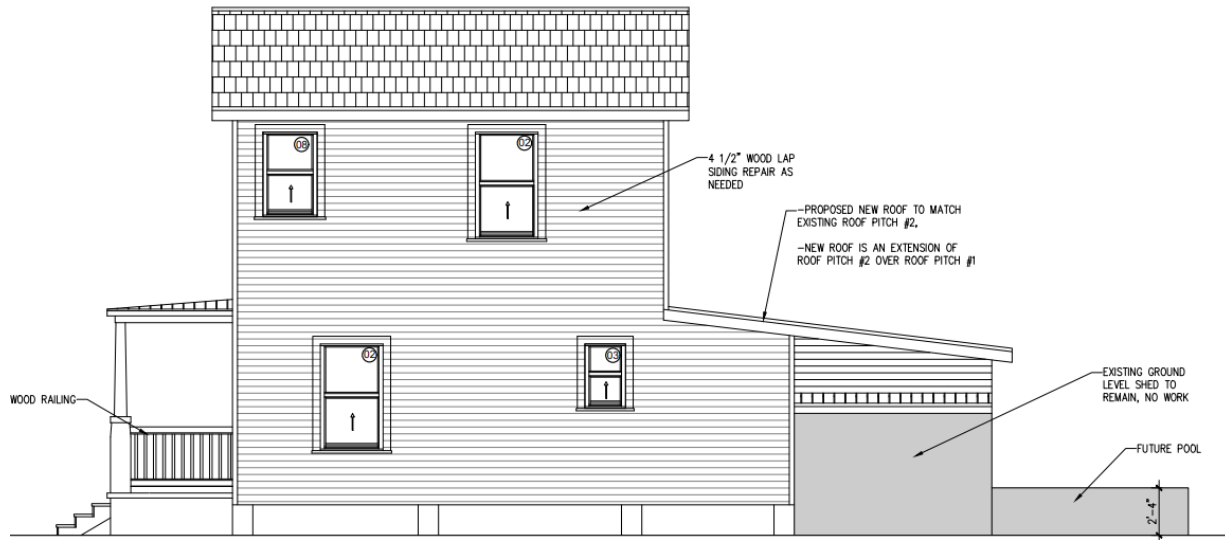 08
02
4 1/2" WOOD LAP
SIDING REPAIR AS
NEEDED
-PROPOSED NEW ROOF TO MATCH
EXISTING ROOF PITCH #2,
-NEW ROOF IS AN EXTENSION OF
ROOF PITCH #2 OVER ROOF PITCH #1
02
03
WOOD RAILING
EXISTING GROUND
LEVEL SHED TO
REMAIN, NO WORK
FUTURE POOL
2'-4"